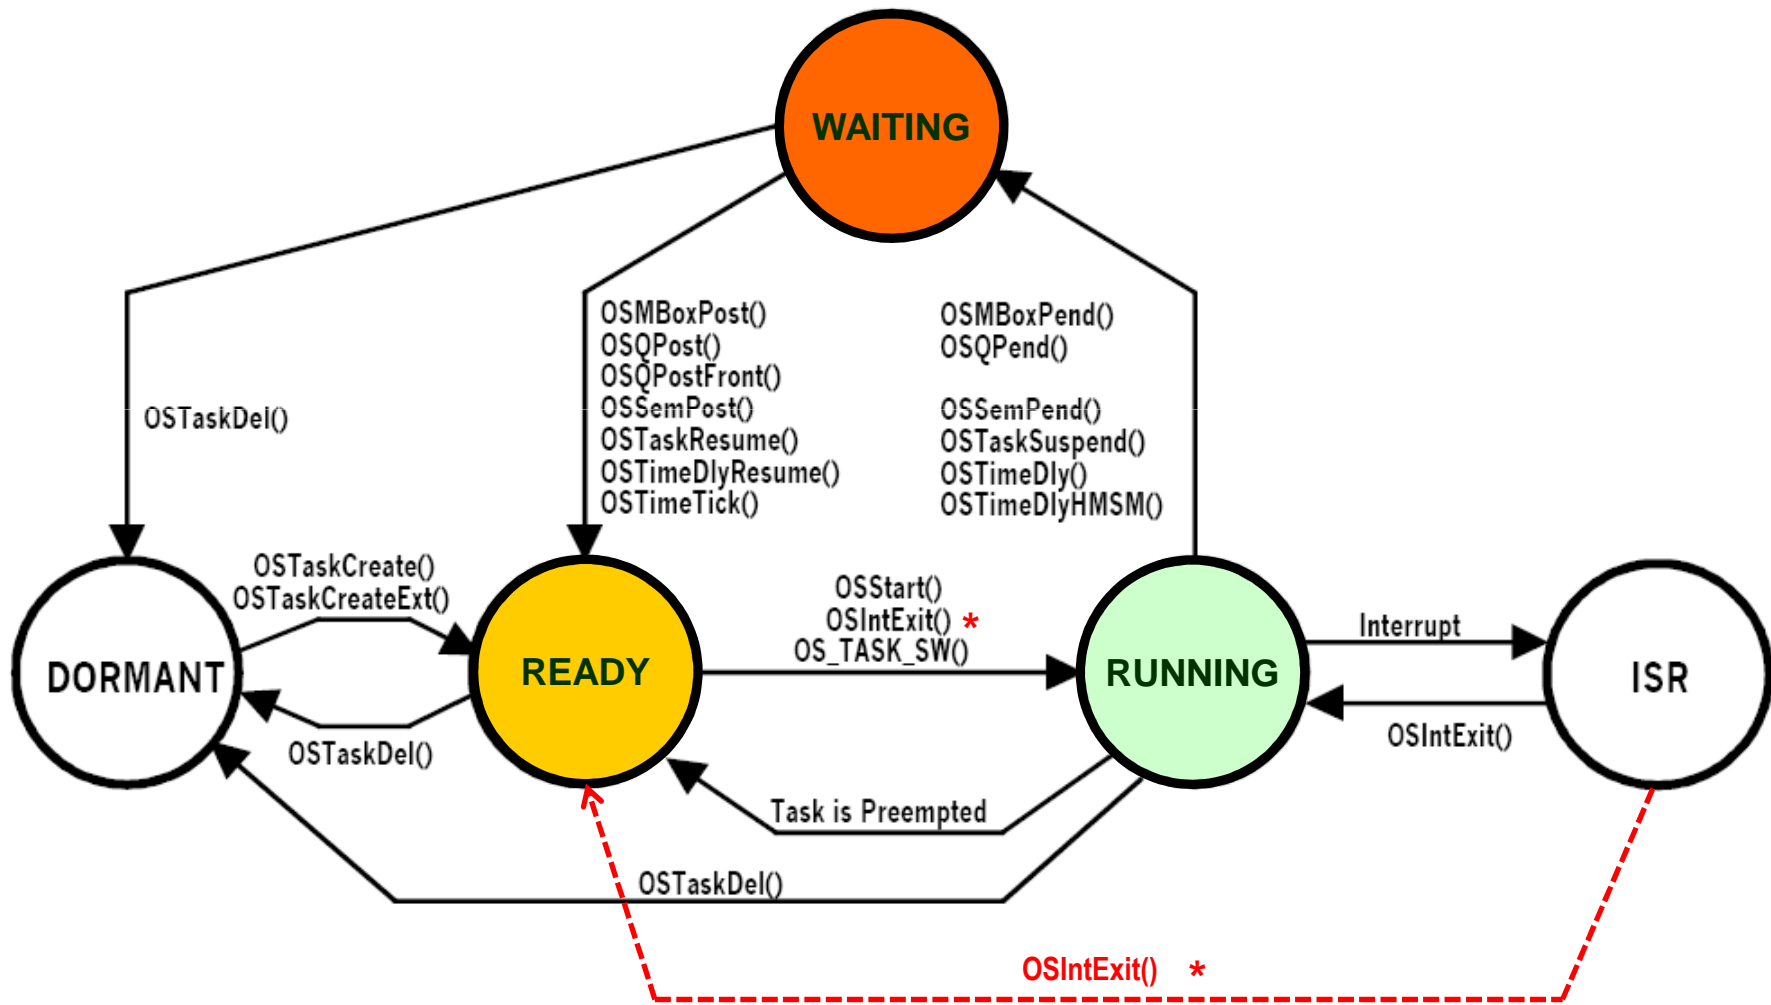 WAITING
OSMBoxPost()
OSQPost()
OSQPostFront()
OSSemPost()
OSTaskResume()
OSTimeDlyResume()
OSTimeTick()
OSMBoxPend()
OSQPend()
OSSemPend()
OSTaskSuspend()
OSTimeDly()
OSTimeDlyHMSM()
OSTaskDel()
OSTaskCreate()
OSTaskCreateExt()
OSStart()
OSIntExit() *
OS_TASK_SW()
Interrupt
DORMANT
READY
RUNNING
ISR
OSTaskDel()
OSIntExit()
Task is Preempted
OSTaskDel()
OSIntExit() *